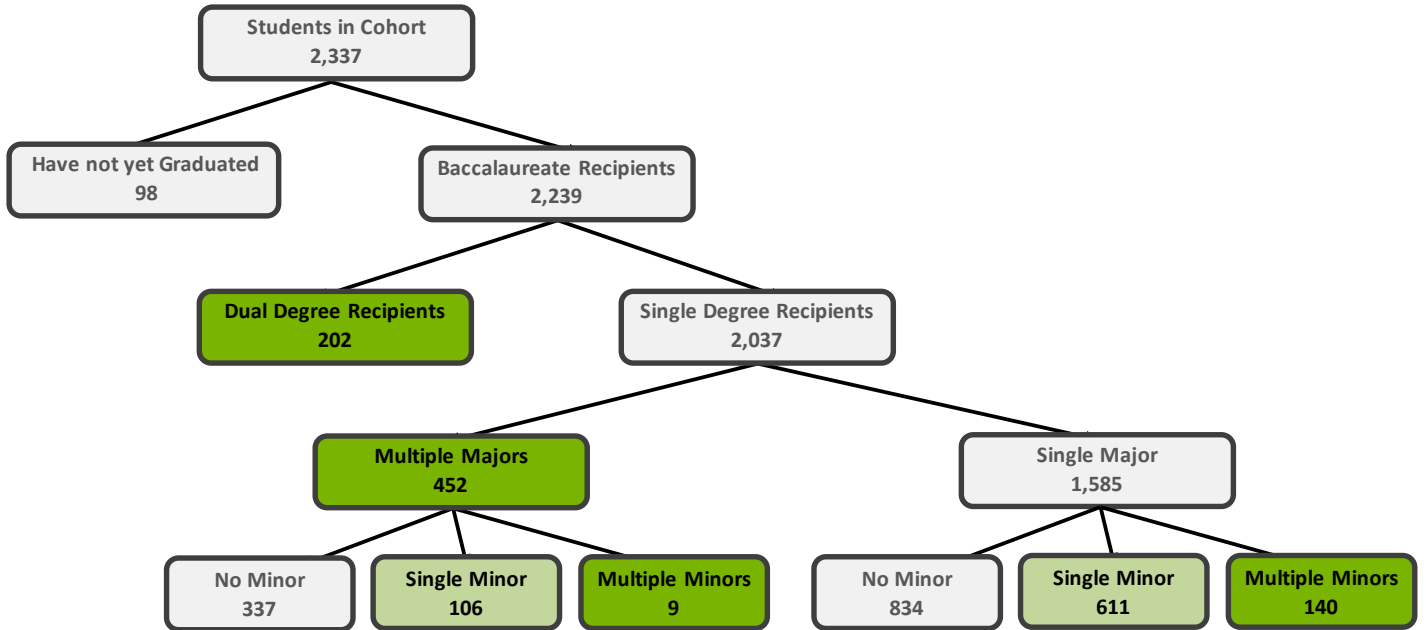 Students in Cohort
2,337
Have not yet Graduated
98
Baccalaureate Recipients
2,239
Dual Degree Recipients
202
Single Degree Recipients
2,037
Multiple Majors
452
Single Major
1,585
No Minor
337
Single Minor
106
Multiple Minors
9
No Minor
834
Single Minor
611
Multiple Minors
140